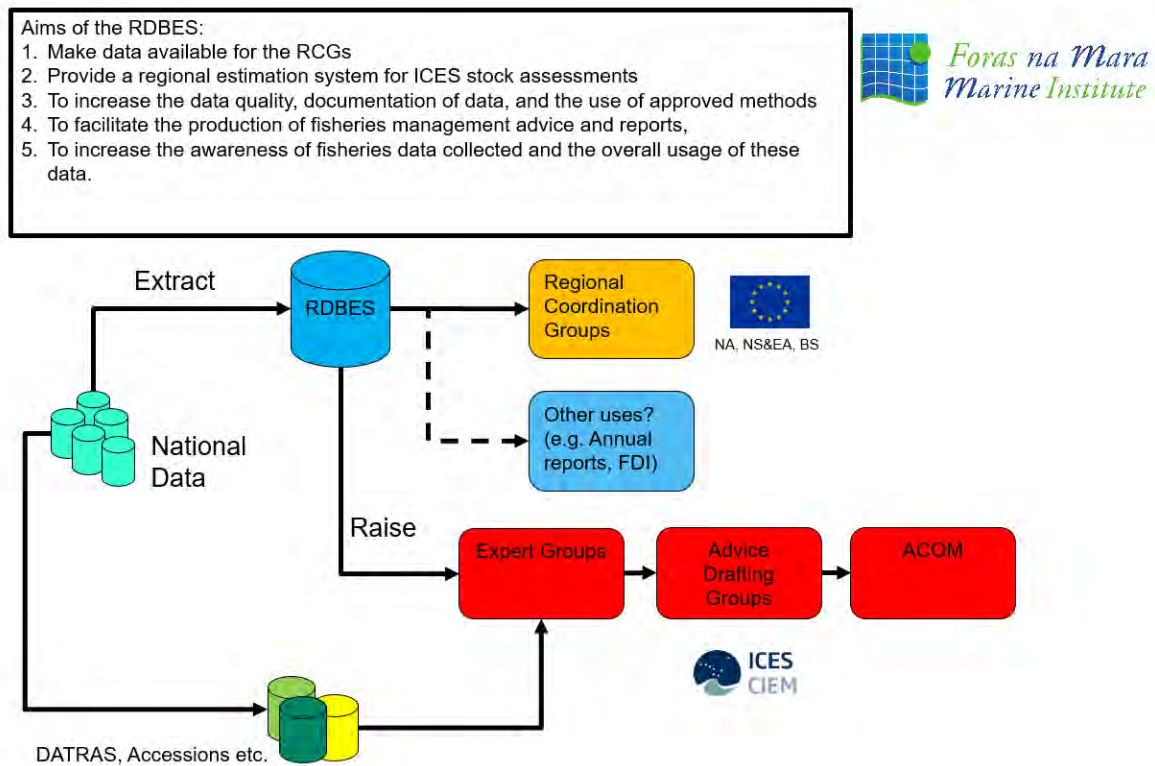 Aims of the RDBES:
1. Make data available for the RCGs
2. Provide a regional estimation system for ICES stock assessments
3. To increase the data quality, documentation of data, and the use of approved methods
4. To facilitate the production of fisheries management advice and reports,
5. To increase the awareness of fisheries data collected and the overall usage of these
data.
Foras na Mara
Marine Institute
Extract
RDBES
Regional
Coordination
Groups
NA, NS&EA, BS
Other uses?
(e.g. Annual
reports, FDI)
National
Data
Raise
Expert Groups
Advice
Drafting
Groups
ACOM
ICES
CIEM
DATRAS, Accessions etc.